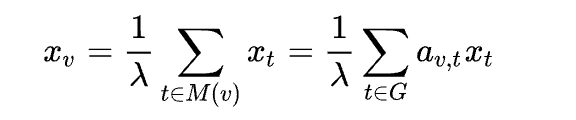 $x_v = \frac{1}{\lambda} \sum_{t \in M(v)} x_t = \frac{1}{\lambda} \sum_{t \in G} a_{v,t} x_t$